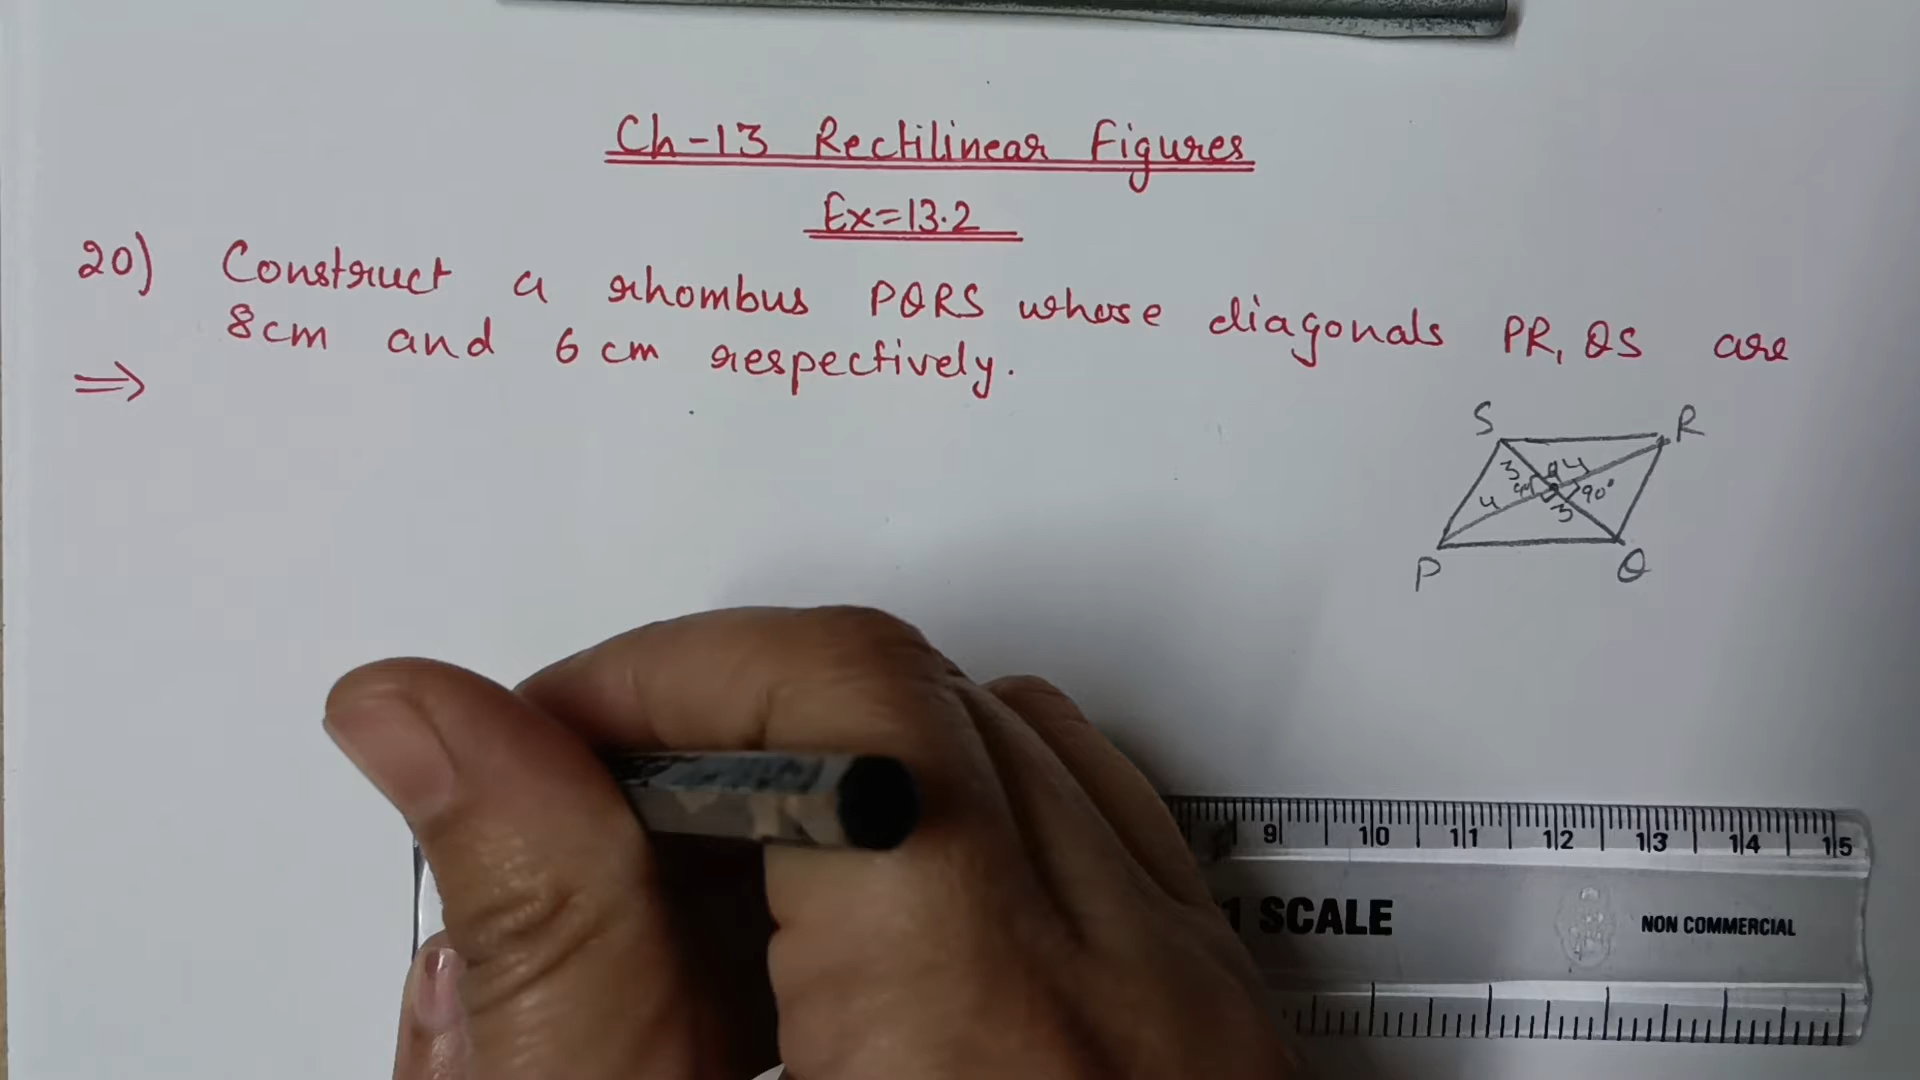 Ch-13 Rectilinear Figures
Ex=13.2
20) Construct a rhombus PQRS whose diagonals PR, QS are
8cm and 6 cm respectively.
⇒
S R
3 4
4 90°
3
P Q
9 10 11 12 13 14 15
SCALE
NON COMMERCIAL